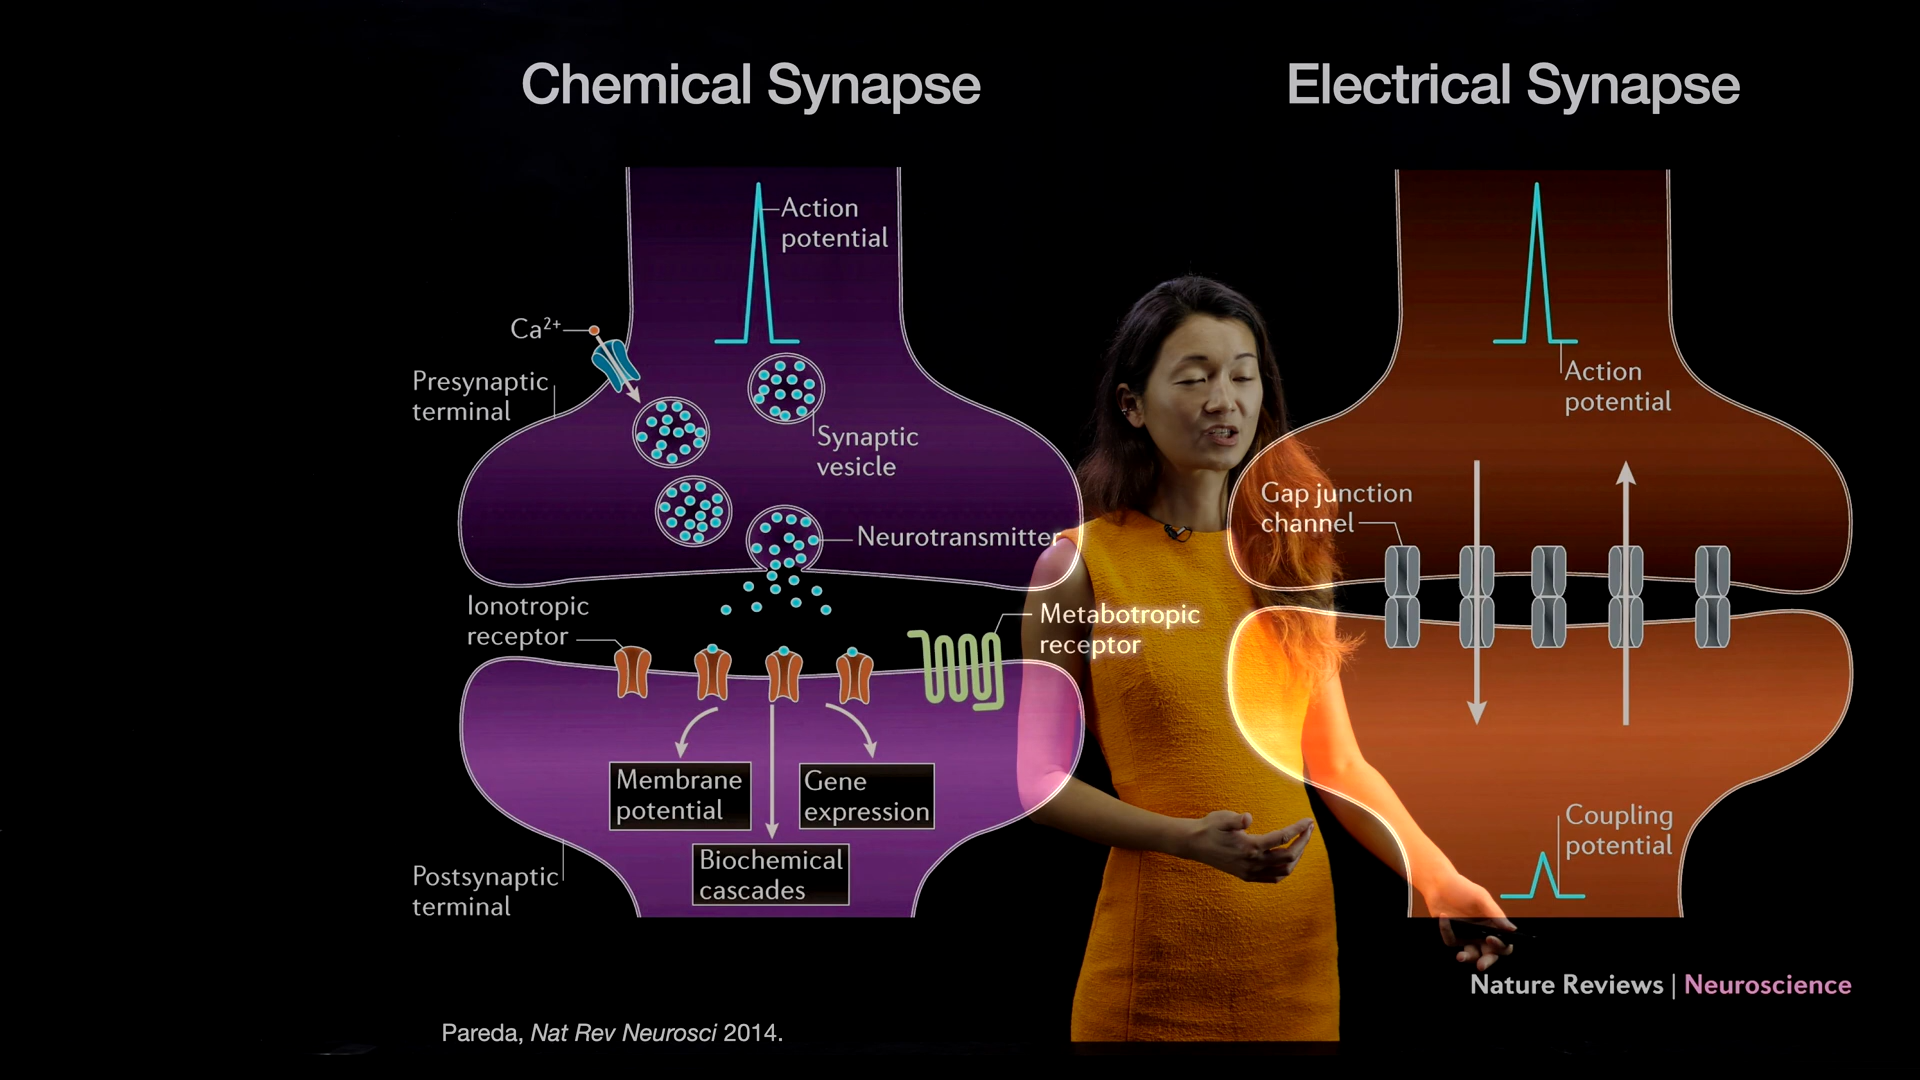 Chemical Synapse
Electrical Synapse
Action
potential
Ca²⁺
Presynaptic
terminal
Synaptic
vesicle
Neurotransmitter
Ionotropic
receptor
Metabotropic
receptor
Membrane
potential
Gene
expression
Biochemical
cascades
Postsynaptic
terminal
Action
potential
Gap junction
channel
Coupling
potential
Nature Reviews | Neuroscience
Pareda, Nat Rev Neurosci 2014.